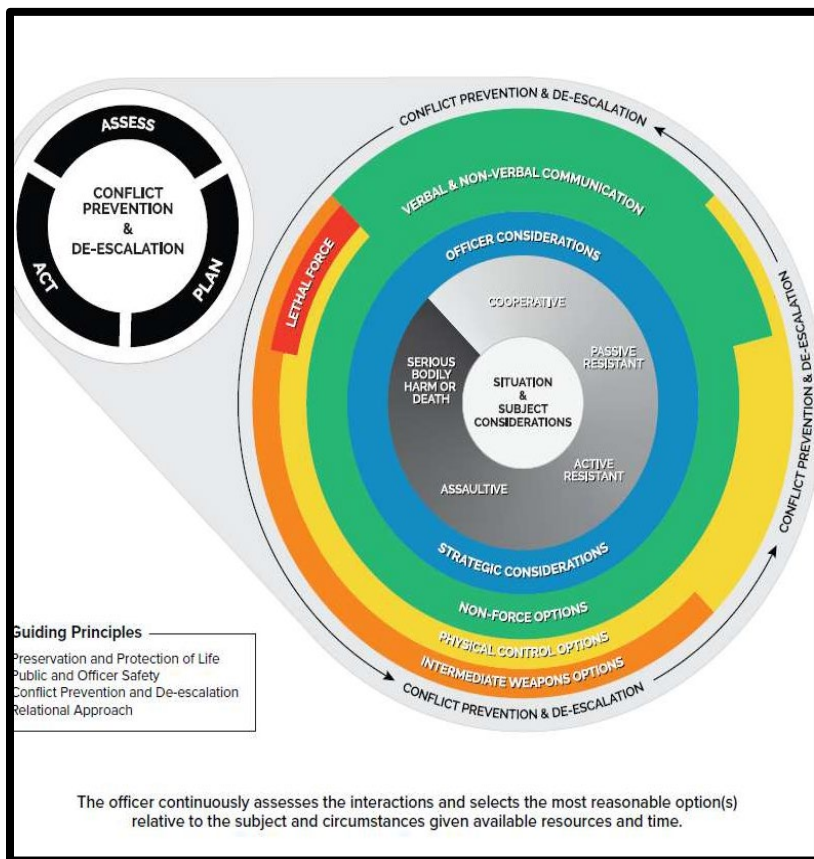 ASSESS
CONFLICT
PREVENTION
&
DE-ESCALATION
ACT
PLAN
CONFLICT PREVENTION & DE-ESCALATION
VERBAL & NON-VERBAL COMMUNICATION
OFFICER CONSIDERATIONS
LETHAL FORCE
COOPERATIVE
PASSIVE
RESISTANT
SERIOUS
BODILY
HARM OR
DEATH
SITUATION
&
SUBJECT
CONSIDERATIONS
ACTIVE
RESISTANT
ASSAULTIVE
CONFLICT PREVENTION & DE-ESCALATION
STRATEGIC CONSIDERATIONS
NON-FORCE OPTIONS
PHYSICAL CONTROL OPTIONS
INTERMEDIATE WEAPONS OPTIONS
CONFLICT PREVENTION & DE-ESCALATION
Guiding Principles
Preservation and Protection of Life
Public and Officer Safety
Conflict Prevention and De-escalation
Relational Approach
The officer continuously assesses the interactions and selects the most reasonable option(s)
relative to the subject and circumstances given available resources and time.